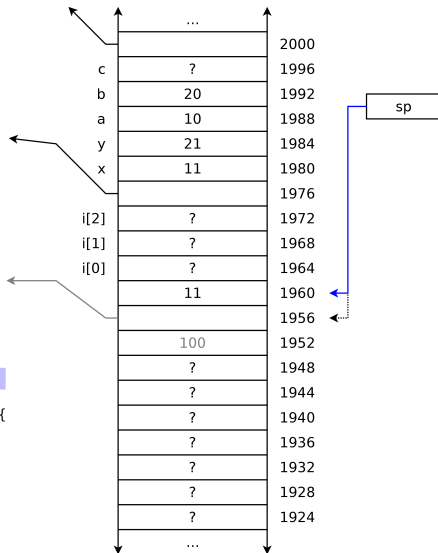 ...
2000
c ? 1996
b 20 1992
sp
a 10 1988
y 21 1984
x 11 1980
1976
i[2] ? 1972
i[1] ? 1968
i[0] ? 1964
11 1960
1956
100 1952
? 1948
? 1944
{ ? 1940
? 1936
? 1932
? 1928
? 1924
...